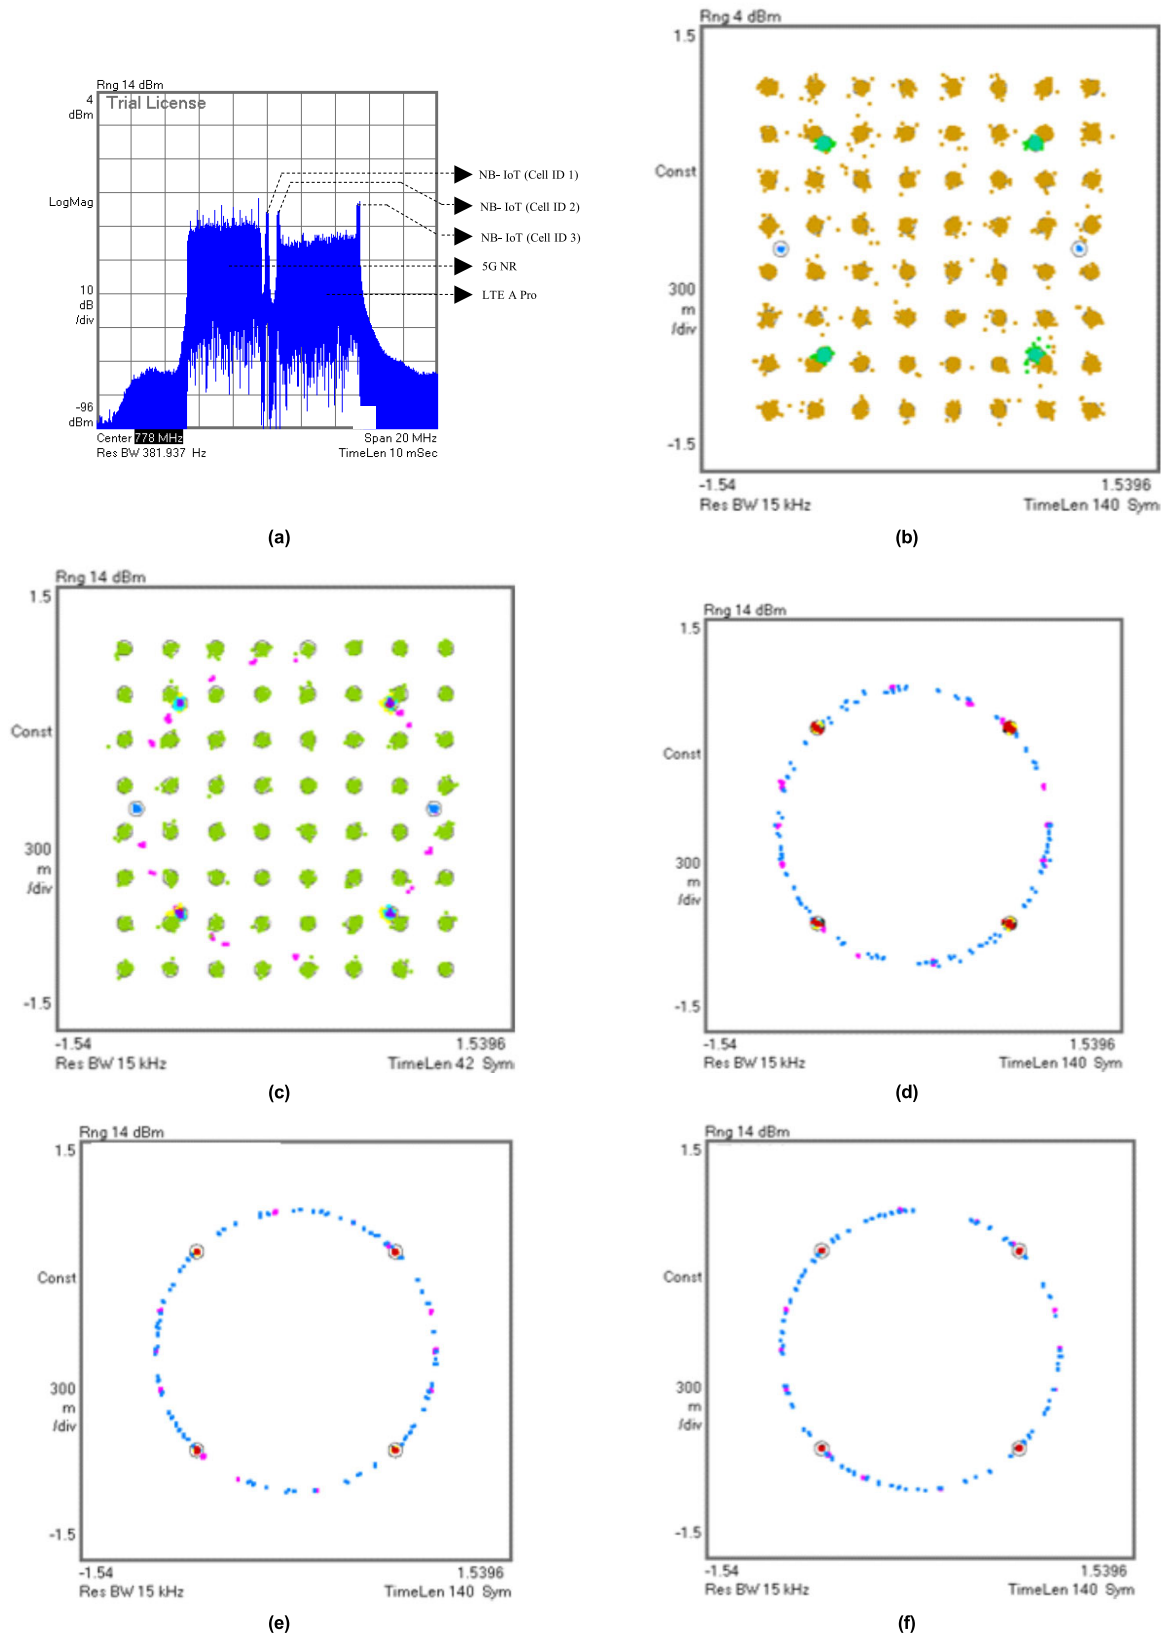 Rng 14 dBm
Trial License
4
dBm
LogMag
10
dB
/div
-96
dBm
Center 778 MHz
Span 20 MHz
Res BW 381.937 Hz
TimeLen 10 mSec
NB- IoT (Cell ID 1)
NB- IoT (Cell ID 2)
NB- IoT (Cell ID 3)
5G NR
LTE A Pro
(a)
Rng 4 dBm
1.5
Const
300
m
/div
-1.5
-1.54
1.5396
Res BW 15 kHz
TimeLen 140 Sym
(b)
Rng 14 dBm
1.5
Const
300
m
/div
-1.5
-1.54
1.5396
Res BW 15 kHz
TimeLen 42 Sym
(c)
Rng 14 dBm
1.5
Const
300
m
/div
-1.5
-1.54
1.5396
Res BW 15 kHz
TimeLen 140 Sym
(d)
Rng 14 dBm
1.5
Const
300
m
/div
-1.5
-1.54
1.5396
Res BW 15 kHz
TimeLen 140 Sym
(e)
Rng 14 dBm
1.5
Const
300
m
/div
-1.5
-1.54
1.5396
Res BW 15 kHz
TimeLen 140 Sym
(f)